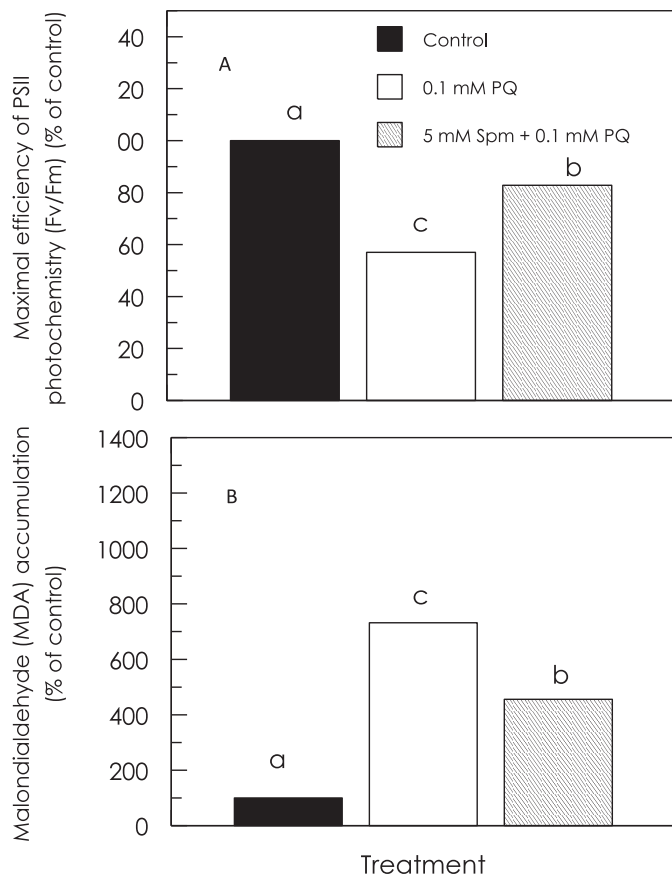 Maximal efficiency of PSII
photochemistry (Fv/Fm) (% of control)
40
20
00
80
60
40
20
0
A
Control
0.1 mM PQ
5 mM Spm + 0.1 mM PQ
a
c
b
Malondialdehyde (MDA) accumulation
(% of control)
1400
1200
1000
800
600
400
200
0
B
a
c
b
Treatment